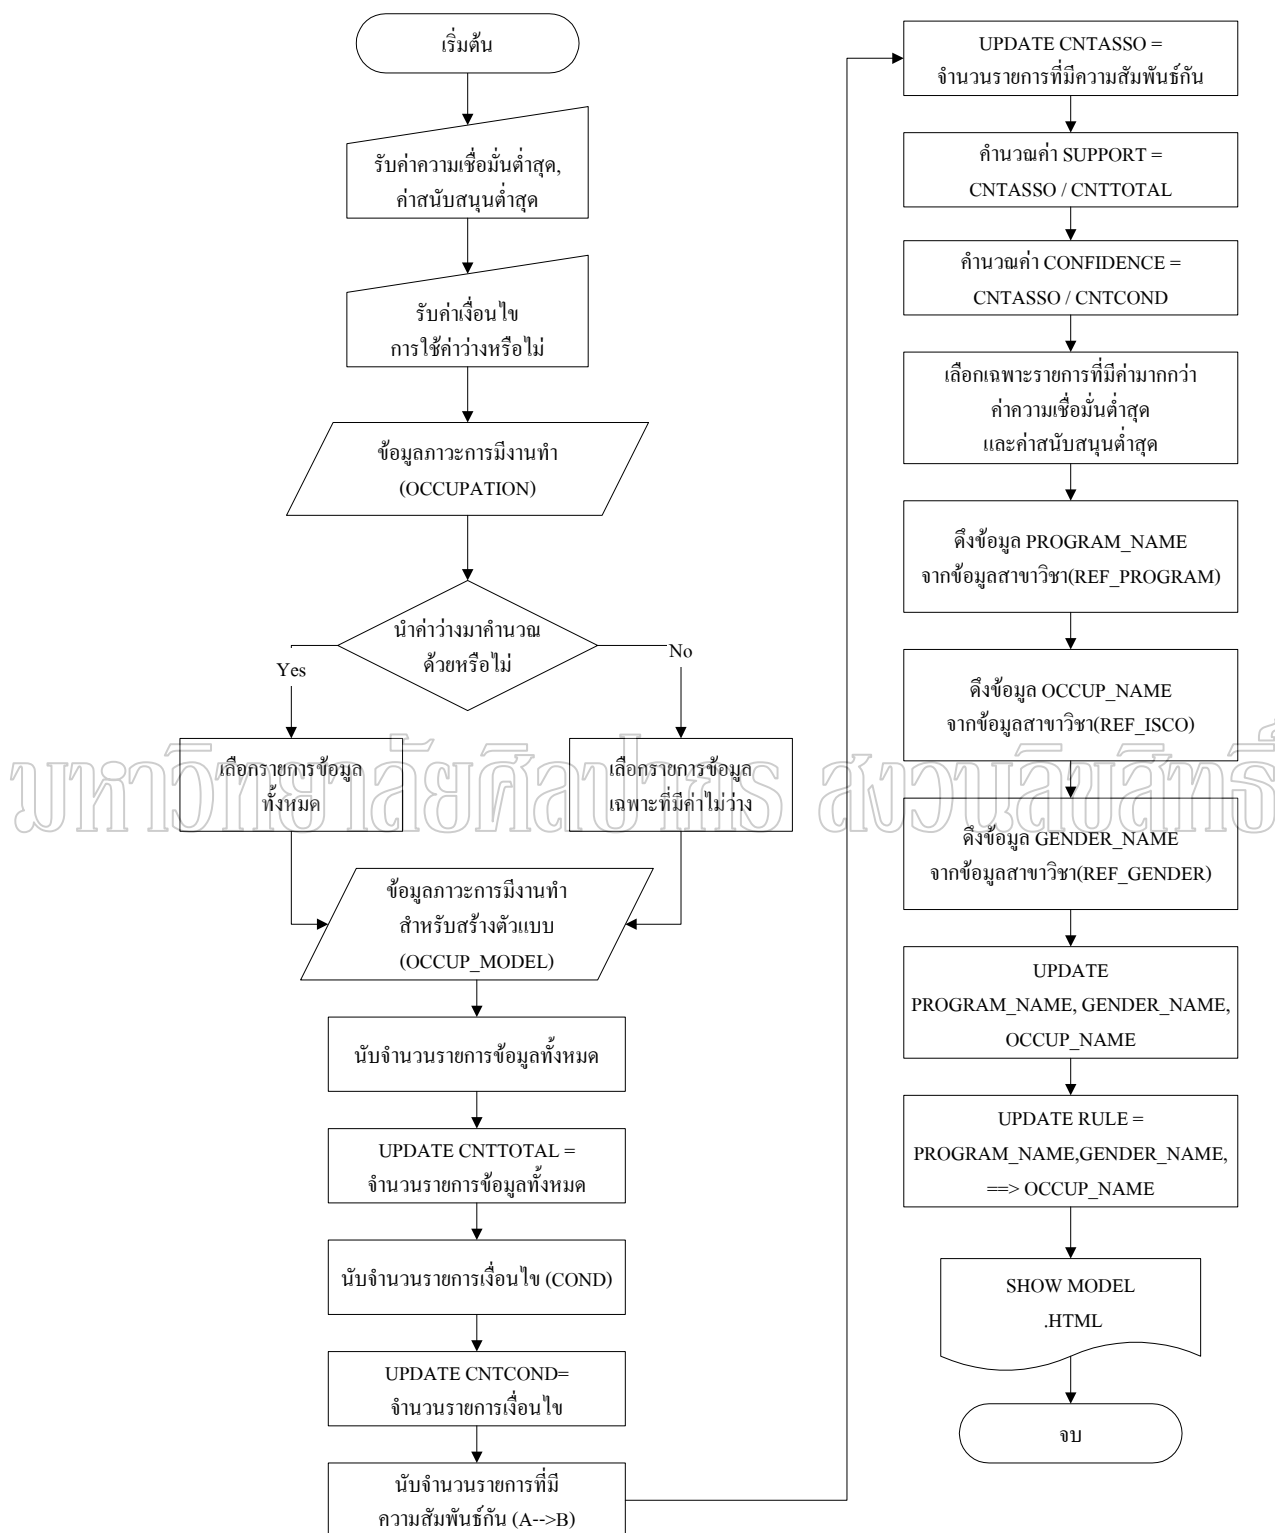 เริ่มต้น
รับค่าความเชื่อมั่นต่ำสุด,
ค่าสนับสนุนต่ำสุด
รับค่าเงื่อนไข
การใช้ค่าว่างหรือไม่
ข้อมูลภาวะการมีงานทำ
(OCCUPATION)
นำค่าว่างมาคำนวณ
ด้วยหรือไม่
Yes
No
เลือกรายการข้อมูล
ทั้งหมด
เลือกรายการข้อมูล
เฉพาะที่มีค่าไม่ว่าง
ข้อมูลภาวะการมีงานทำ
สำหรับสร้างตัวแบบ
(OCCUP_MODEL)
นับจำนวนรายการข้อมูลทั้งหมด
UPDATE CNTTOTAL =
จำนวนรายการข้อมูลทั้งหมด
นับจำนวนรายการเงื่อนไข (COND)
UPDATE CNTCOND=
จำนวนรายการเงื่อนไข
นับจำนวนรายการที่มี
ความสัมพันธ์กัน (A-->B)
UPDATE CNTASSO =
จำนวนรายการที่มีความสัมพันธ์กัน
คำนวณค่า SUPPORT =
CNTASSO / CNTTOTAL
คำนวณค่า CONFIDENCE =
CNTASSO / CNTCOND
เลือกเฉพาะรายการที่มีค่ามากกว่า
ค่าความเชื่อมั่นต่ำสุด
และค่าสนับสนุนต่ำสุด
ดึงข้อมูล PROGRAM_NAME
จากข้อมูลสาขาวิชา(REF_PROGRAM)
ดึงข้อมูล OCCUP_NAME
จากข้อมูลสาขาวิชา(REF_ISCO)
ดึงข้อมูล GENDER_NAME
จากข้อมูลสาขาวิชา(REF_GENDER)
UPDATE
PROGRAM_NAME, GENDER_NAME,
OCCUP_NAME
UPDATE RULE =
PROGRAM_NAME,GENDER_NAME,
==> OCCUP_NAME
SHOW MODEL
.HTML
จบ
มหาวิทยาลัยศิลปากร สงวนลิขสิทธิ์